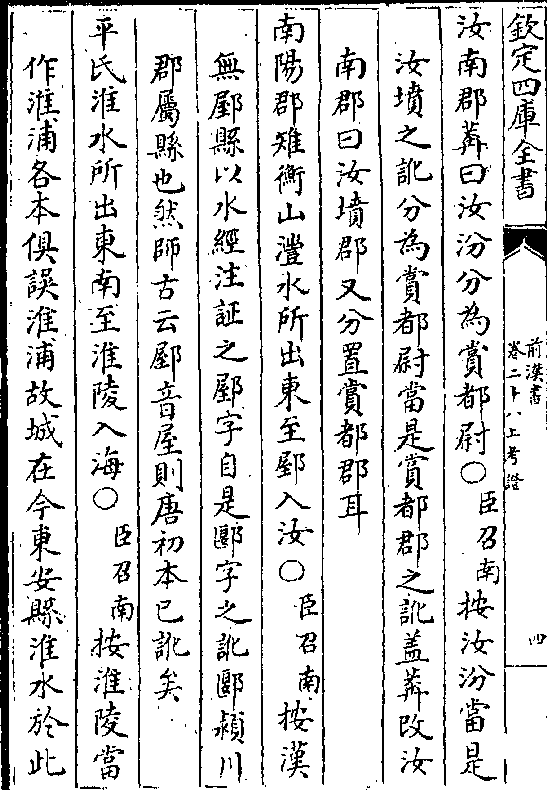 欽定四庫全書
前漢書
卷二十八上考證
四
汝南郡莽曰汝汾分為賞都尉○臣召南按汝汾當是
汝墳之訛分為賞都尉當是賞都郡之訛盖莽改汝
南郡曰汝墳郡又分置賞都郡耳
南陽郡雉衡山澧水所出東至郾入汝○臣召南按漢
無郾縣以水經注証之郾字自是郾字之訛郾潁川
郡屬縣也然師古云郾音屋則唐初本已訛矣
平氏淮水所出東南至淮陵入海○臣召南按淮陵當
作淮浦各本俱誤淮浦故城在今東安縣淮水於此